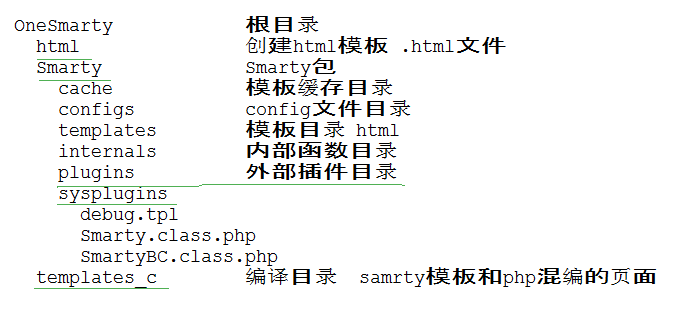 OneSmarty 根目录
html 创建html模板 .html文件
Smarty Smarty包
cache 模板缓存目录
configs config文件目录
templates 模板目录 html
internals 内部函数目录
plugins 外部插件目录
sysplugins
debug.tpl
Smarty.class.php
SmartyBC.class.php
templates_c 编译目录 samrty模板和php混编的页面